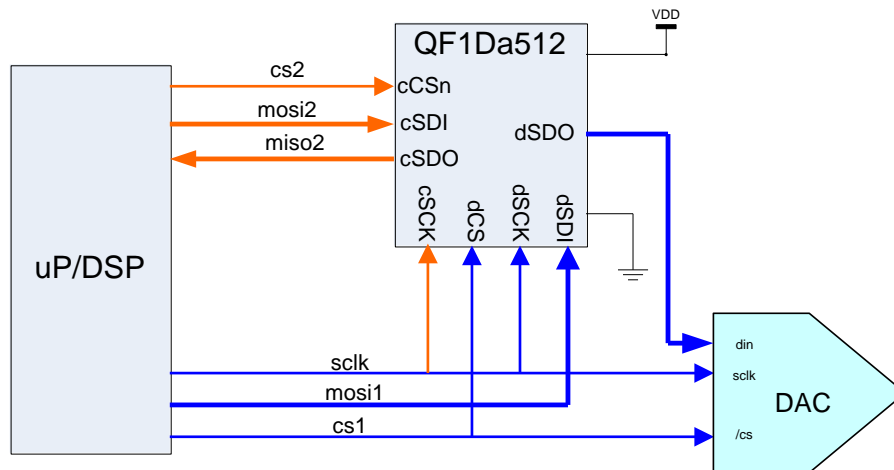 VDD
QF1Da512
cs2
cCSn
mosi2
cSDI
dSDO
miso2
cSDO
cSCK
dCS
dSCK
dSDI
uP/DSP
din
sclk
sclk
mosi1
DAC
cs1
/cs